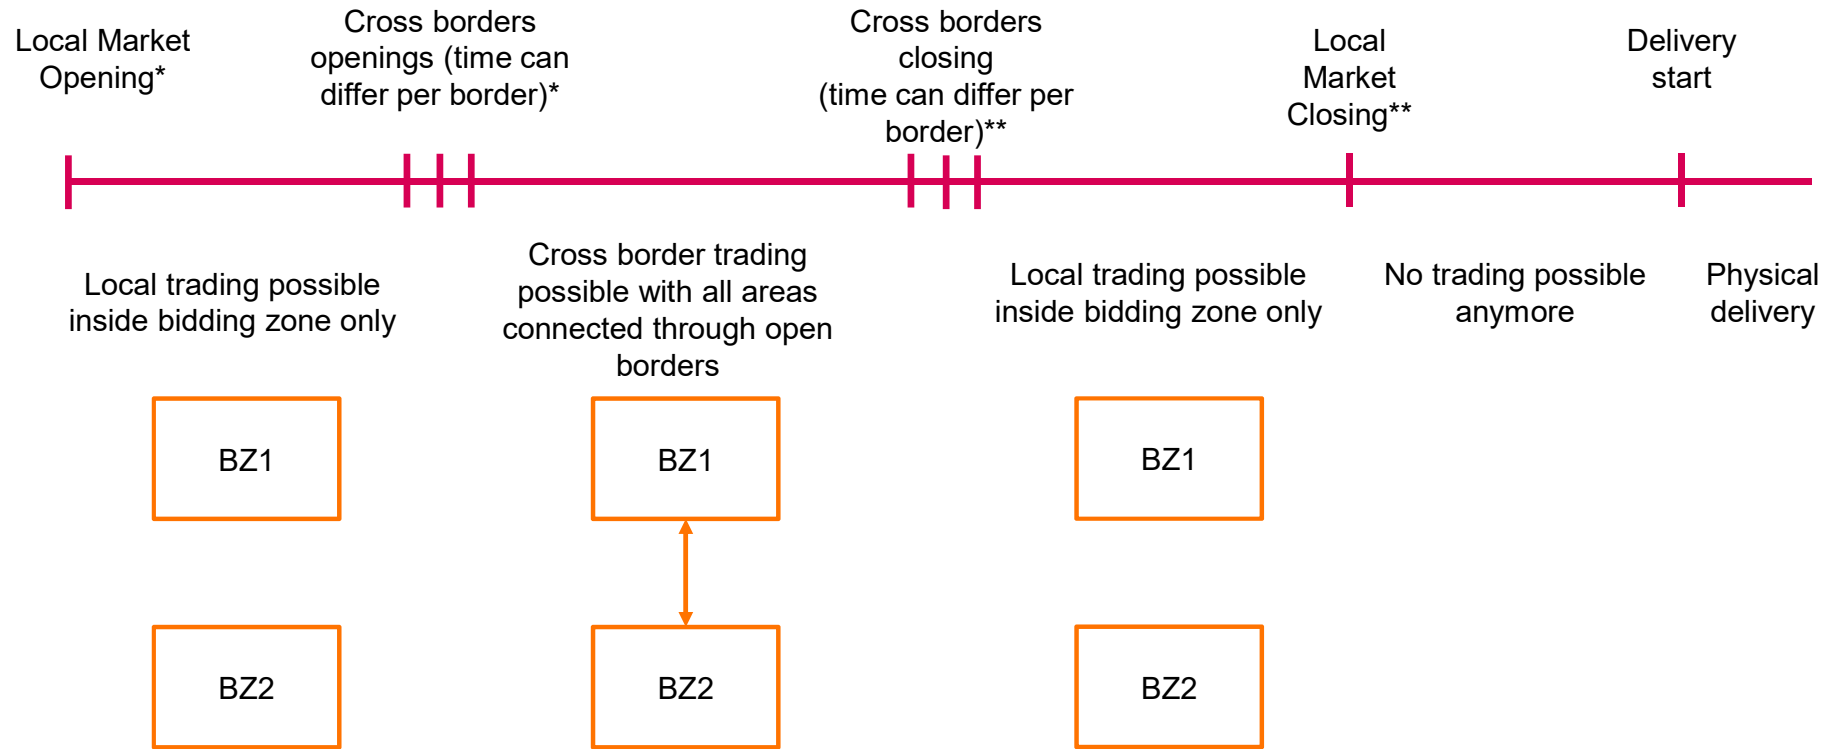 Local Market
Opening*
Cross borders
openings (time can
differ per border)*
Cross borders
closing
(time can differ per
border)**
Local
Market
Closing**
Delivery
start
Local trading possible
inside bidding zone only
Cross border trading
possible with all areas
connected through open
borders
Local trading possible
inside bidding zone only
No trading possible
anymore
Physical
delivery
BZ1
BZ1
BZ1
BZ2
BZ2
BZ2